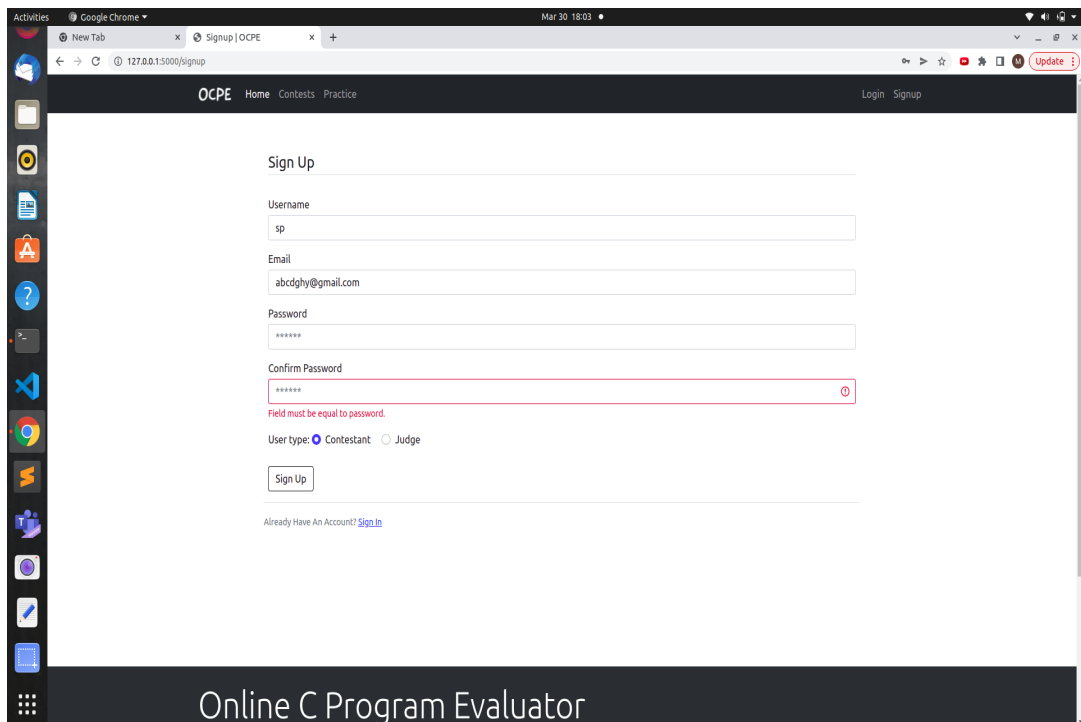 Activities Google Chrome ▾ Mar 30 18:03 ●
New Tab x Signup | OCPE x +
127.0.0.1:5000/signup M Update
OCPE Home Contests Practice Login Signup
Sign Up
Username
sp
Email
abcdghy@gmail.com
Password
******
Confirm Password
******
Field must be equal to password.
User type: Contestant Judge
Sign Up
Already Have An Account? Sign In
Online C Program Evaluator